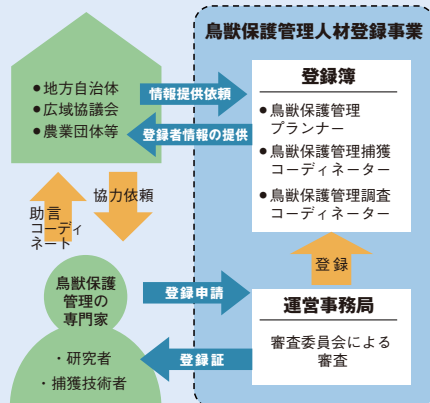 鳥獣保護管理人材登録事業
●地方自治体
●広域協議会
●農業団体等
情報提供依頼
登録者情報の提供
登録簿
●鳥獣保護管理
プランナー
●鳥獣保護管理捕獲
コーディネーター
●鳥獣保護管理調査
コーディネーター
助言
コーディ
ネート
協力依頼
登録
鳥獣保護
管理の
専門家
・研究者
・捕獲技術者
登録申請
登録証
運営事務局
審査委員会による
審査